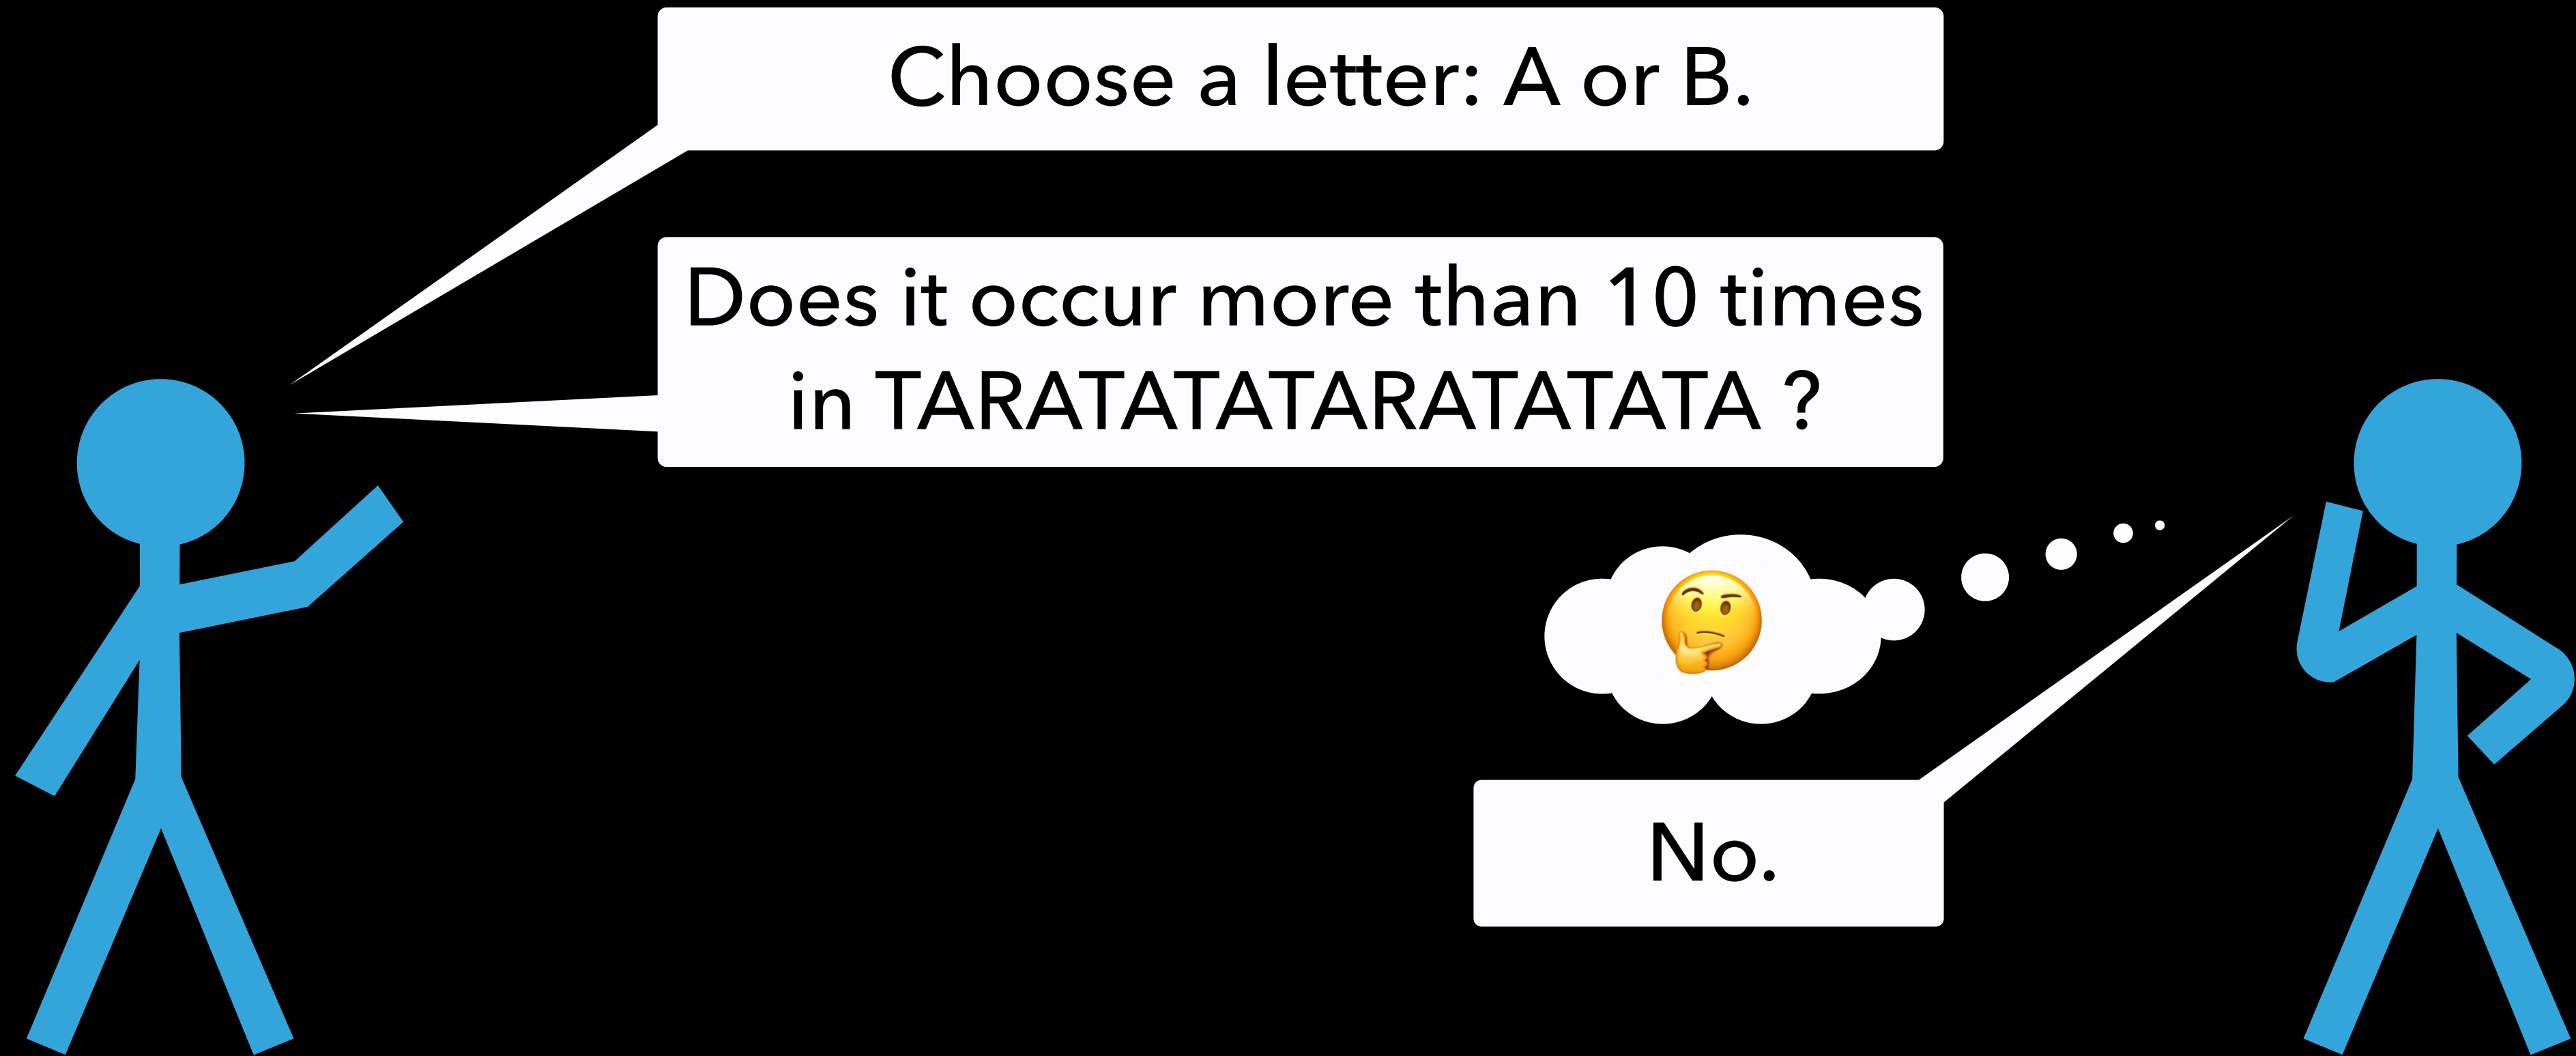 Choose a letter: A or B.
Does it occur more than 10 times
in TARATATATARATATATA ?
No.